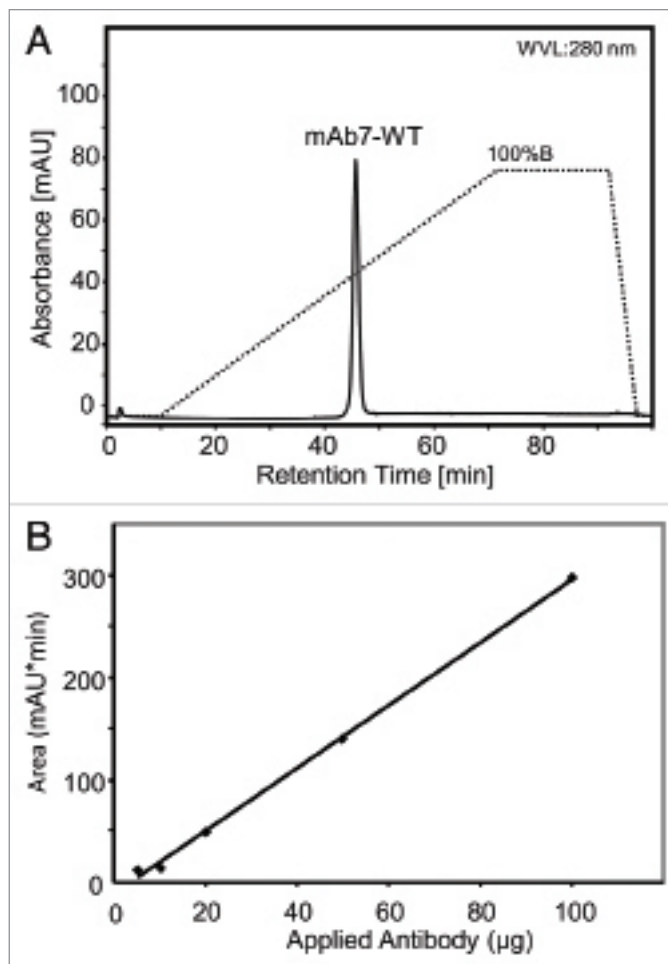 A
WVL:280 nm
mAb7-WT
100%B
100
80
60
40
20
0
Absorbance [mAU]
0 20 40 60 80
Retention Time [min]
B
300
200
100
0
Area (mAU*min)
0 20 40 60 80 100
Applied Antibody (µg)